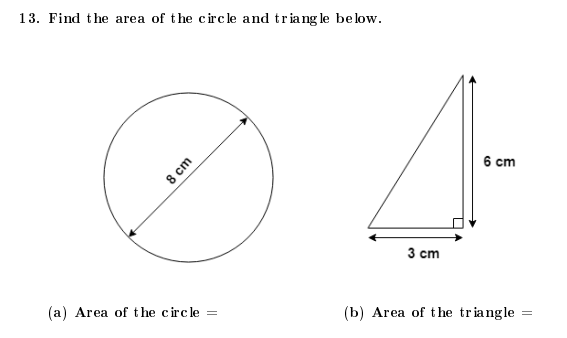 13. Find the area of the circle and triangle below.
8 cm
6 cm
3 cm
(a) Area of the circle =
(b) Area of the triangle =